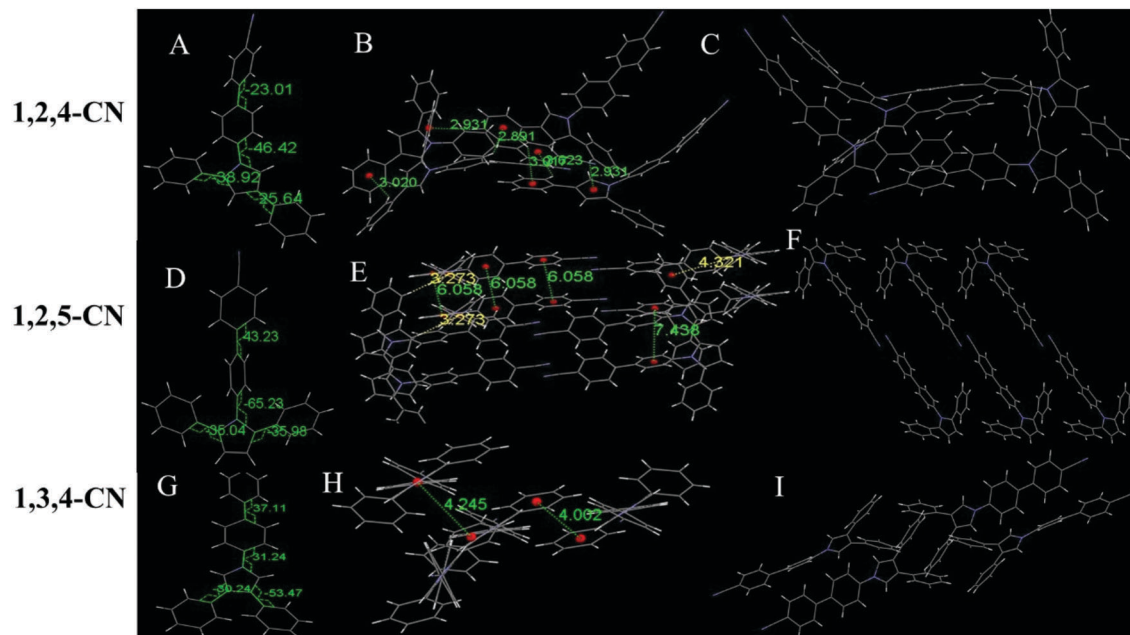 1,2,4-CN
A
-23.01
-46.42
-38.92
-25.64
B
2.931
2.891
2.931
3.020
C
1,2,5-CN
D
43.23
-65.23
-35.04
-35.98
E
3.273
6.058
6.058
6.058
3.273
4.321
7.438
F
1,3,4-CN
G
37.11
31.24
-30.24
-53.47
H
4.245
4.002
I